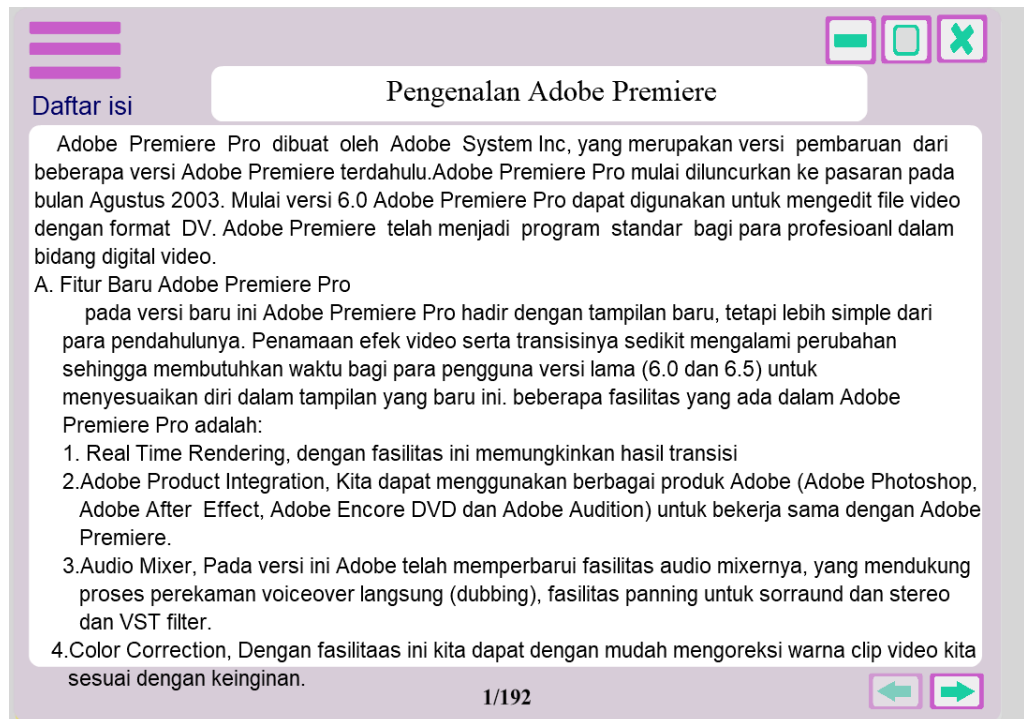 Daftar isi
Pengenalan Adobe Premiere
Adobe Premiere Pro dibuat oleh Adobe System Inc, yang merupakan versi pembaruan dari
beberapa versi Adobe Premiere terdahulu.Adobe Premiere Pro mulai diluncurkan ke pasaran pada
bulan Agustus 2003. Mulai versi 6.0 Adobe Premiere Pro dapat digunakan untuk mengedit file video
dengan format DV. Adobe Premiere telah menjadi program standar bagi para profesioanl dalam
bidang digital video.
A. Fitur Baru Adobe Premiere Pro
pada versi baru ini Adobe Premiere Pro hadir dengan tampilan baru, tetapi lebih simple dari
para pendahulunya. Penamaan efek video serta transisinya sedikit mengalami perubahan
sehingga membutuhkan waktu bagi para pengguna versi lama (6.0 dan 6.5) untuk
menyesuaikan diri dalam tampilan yang baru ini. beberapa fasilitas yang ada dalam Adobe
Premiere Pro adalah:
1. Real Time Rendering, dengan fasilitas ini memungkinkan hasil transisi
2.Adobe Product Integration, Kita dapat menggunakan berbagai produk Adobe (Adobe Photoshop,
Adobe After Effect, Adobe Encore DVD dan Adobe Audition) untuk bekerja sama dengan Adobe
Premiere.
3.Audio Mixer, Pada versi ini Adobe telah memperbarui fasilitas audio mixernya, yang mendukung
proses perekaman voiceover langsung (dubbing), fasilitas panning untuk sorraund dan stereo
dan VST filter.
4.Color Correction, Dengan fasilitaas ini kita dapat dengan mudah mengoreksi warna clip video kita
sesuai dengan keinginan.
1/192